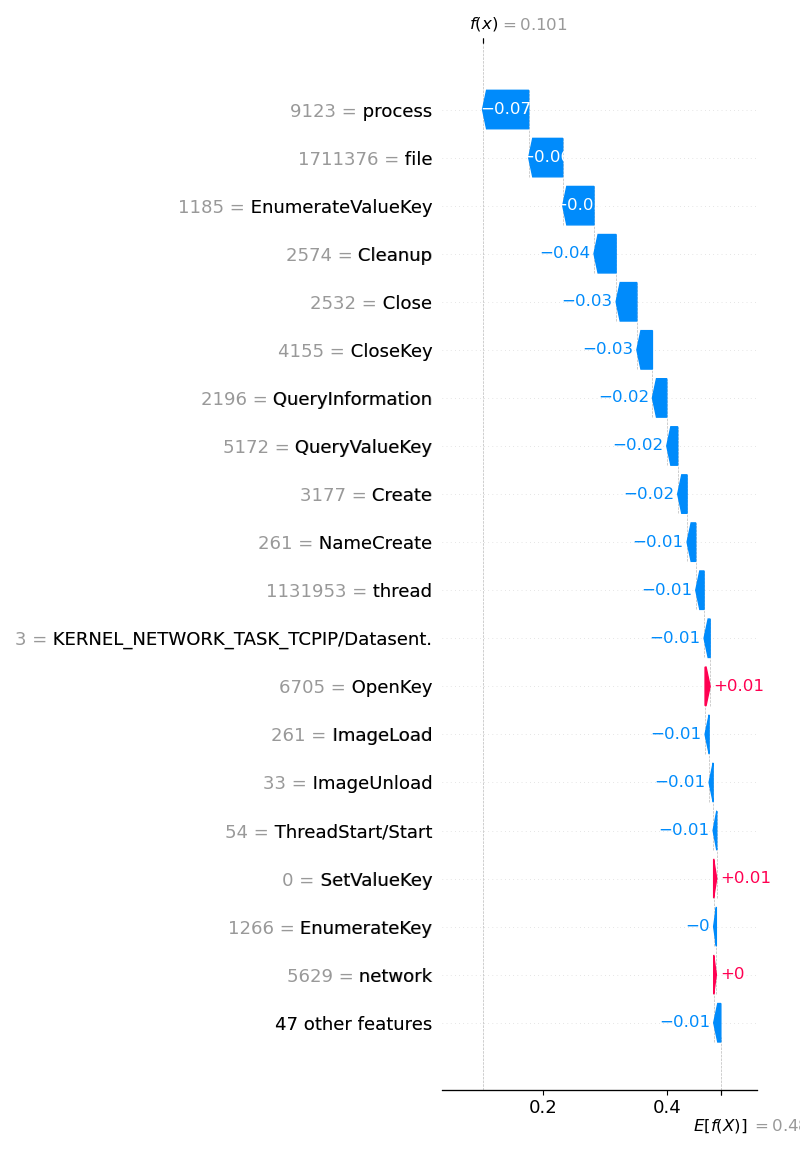 f(x) = 0.101
9123 = process −0.07
1711376 = file −0.06
1185 = EnumerateValueKey −0.0
2574 = Cleanup −0.04
2532 = Close −0.03
4155 = CloseKey −0.03
2196 = QueryInformation −0.02
5172 = QueryValueKey −0.02
3177 = Create −0.02
261 = NameCreate −0.01
1131953 = thread −0.01
3 = KERNEL_NETWORK_TASK_TCPIP/Datasent. −0.01
6705 = OpenKey +0.01
261 = ImageLoad −0.01
33 = ImageUnload −0.01
54 = ThreadStart/Start −0.01
0 = SetValueKey +0.01
1266 = EnumerateKey −0
5629 = network +0
47 other features −0.01
0.2 0.4
E[f(X)] = 0.48